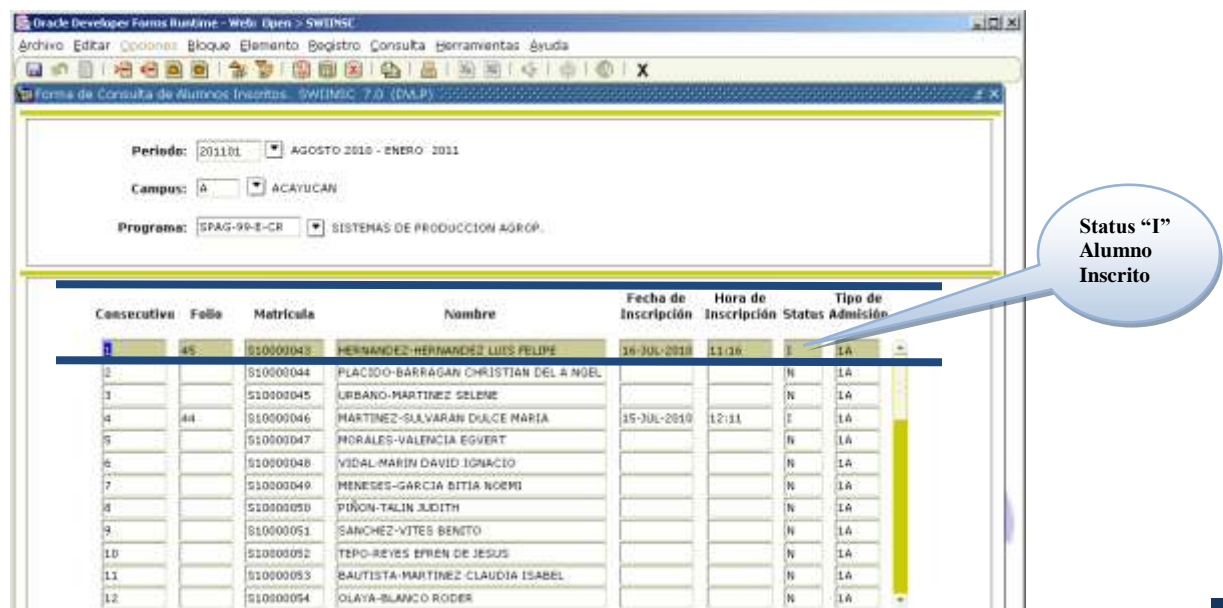 Oracle Developer Forms Runtime - Web: Open > SWIINSC
Archivo Editar Opciones Bloque Elemento Registro Consulta Herramientas Ayuda
Forma de Consulta de Alumnos Inscritos. SWIINSC 7.0 (DVLP)
Periodo: 201101 AGOSTO 2010 - ENERO 2011
Campus: A ACAYUCAN
Programa: SPAG-99-E-CR SISTEMAS DE PRODUCCION AGROP.
Status “I”
Alumno
Inscrito
Consecutivo Folio Matrícula Nombre Fecha de Inscripción Hora de Inscripción Status Tipo de Admisión
1 45 S10000043 HERNANDEZ-HERNANDEZ LUIS FELIPE 16-JUL-2010 11:16 I 1A
2 S10000044 PLACIDO-BARRAGAN CHRISTIAN DEL A NGEL N 1A
3 S10000045 URBANO-MARTINEZ SELENE N 1A
4 44 S10000046 MARTINEZ-SULVARAN DULCE MARIA 15-JUL-2010 12:11 I 1A
5 S10000047 MORALES-VALENCIA EGVERT N 1A
6 S10000048 VIDAL-MARIN DAVID IGNACIO N 1A
7 S10000049 MENESES-GARCIA BITIA NOEMI N 1A
8 S10000050 PIÑON-TALIN JUDITH N 1A
9 S10000051 SANCHEZ-VITES BENITO N 1A
10 S10000052 TEPO-REYES EFREN DE JESUS N 1A
11 S10000053 BAUTISTA-MARTINEZ CLAUDIA ISABEL N 1A
12 S10000054 OLAYA-BLANCO RODER N 1A